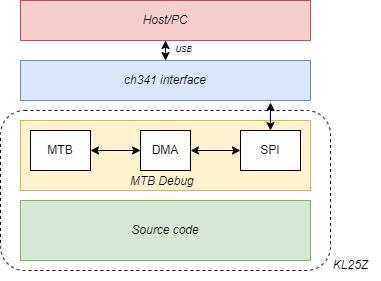 Host/PC
USB
ch341 interface
MTB
DMA
SPI
MTB Debug
Source code
KL25Z